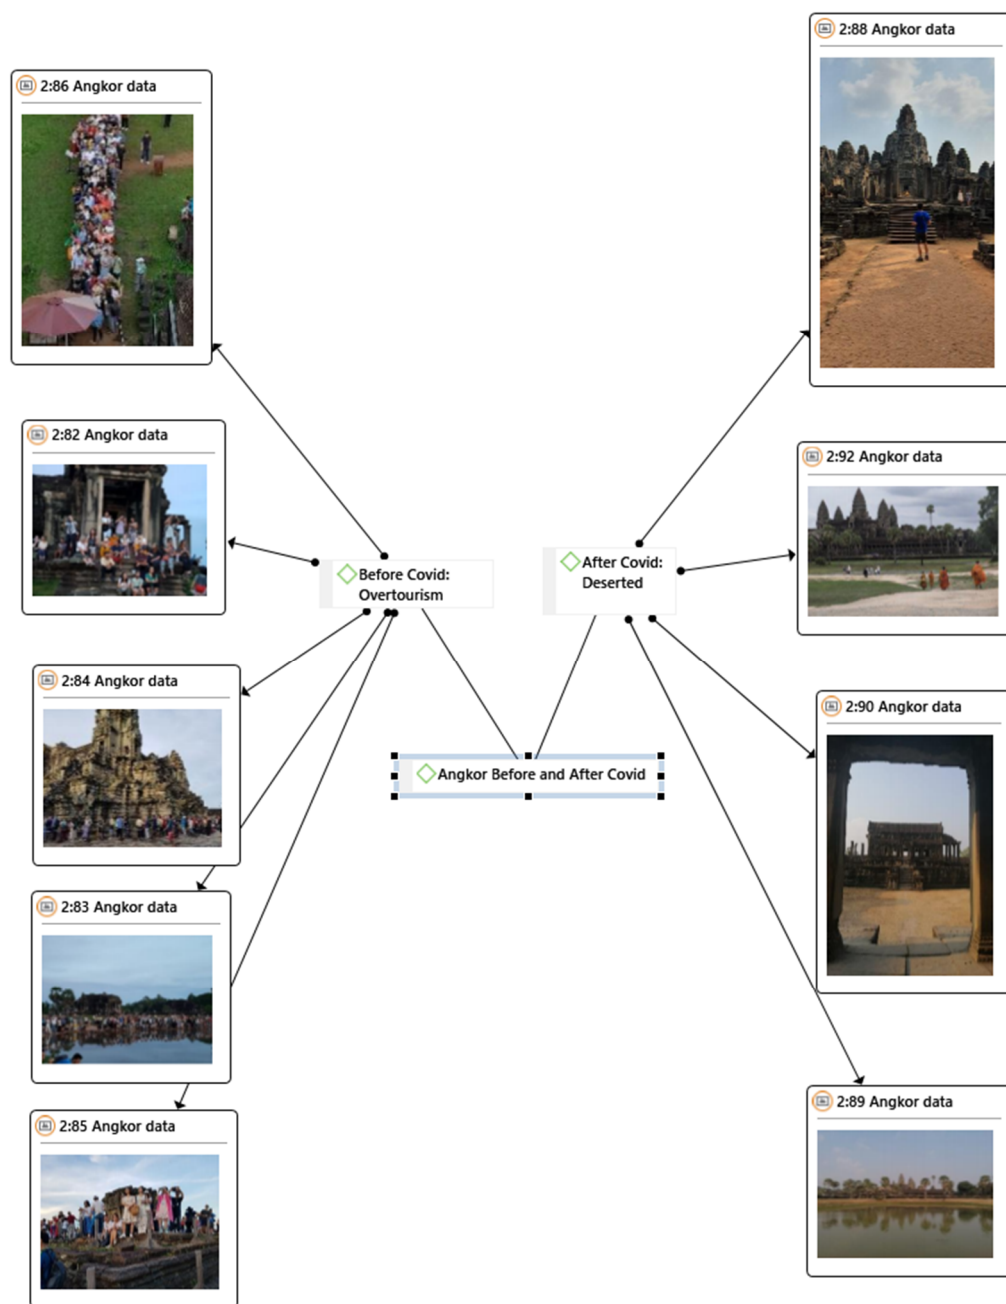 2:86 Angkor data
2:82 Angkor data
2:84 Angkor data
2:83 Angkor data
2:85 Angkor data
Before Covid:
Overtourism
After Covid:
Deserted
Angkor Before and After Covid
2:88 Angkor data
2:92 Angkor data
2:90 Angkor data
2:89 Angkor data